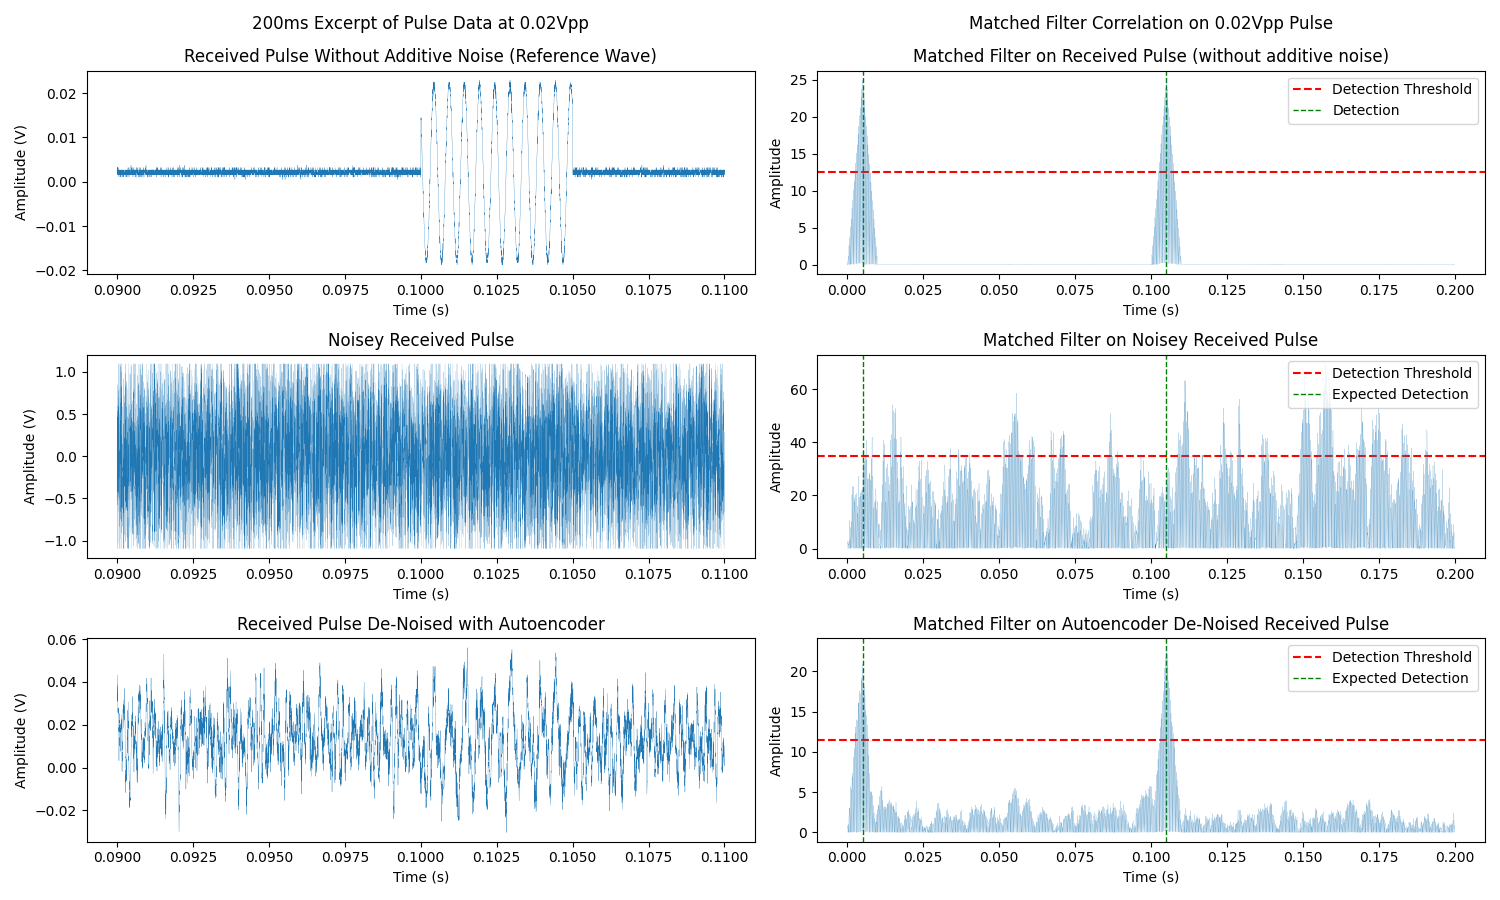 200ms Excerpt of Pulse Data at 0.02Vpp
Received Pulse Without Additive Noise (Reference Wave)
Amplitude (V)
0.02
0.01
0.00
−0.01
−0.02
0.0900 0.0925 0.0950 0.0975 0.1000 0.1025 0.1050 0.1075 0.1100
Time (s)
Noisey Received Pulse
Amplitude (V)
1.0
0.5
0.0
−0.5
−1.0
0.0900 0.0925 0.0950 0.0975 0.1000 0.1025 0.1050 0.1075 0.1100
Time (s)
Received Pulse De-Noised with Autoencoder
Amplitude (V)
0.06
0.04
0.02
0.00
−0.02
0.0900 0.0925 0.0950 0.0975 0.1000 0.1025 0.1050 0.1075 0.1100
Time (s)
Matched Filter Correlation on 0.02Vpp Pulse
Matched Filter on Received Pulse (without additive noise)
Amplitude
25
20
15
10
5
0
Detection Threshold
Detection
0.000 0.025 0.050 0.075 0.100 0.125 0.150 0.175 0.200
Time (s)
Matched Filter on Noisey Received Pulse
Amplitude
60
40
20
0
Detection Threshold
Expected Detection
0.000 0.025 0.050 0.075 0.100 0.125 0.150 0.175 0.200
Time (s)
Matched Filter on Autoencoder De-Noised Received Pulse
Amplitude
20
15
10
5
0
Detection Threshold
Expected Detection
0.000 0.025 0.050 0.075 0.100 0.125 0.150 0.175 0.200
Time (s)